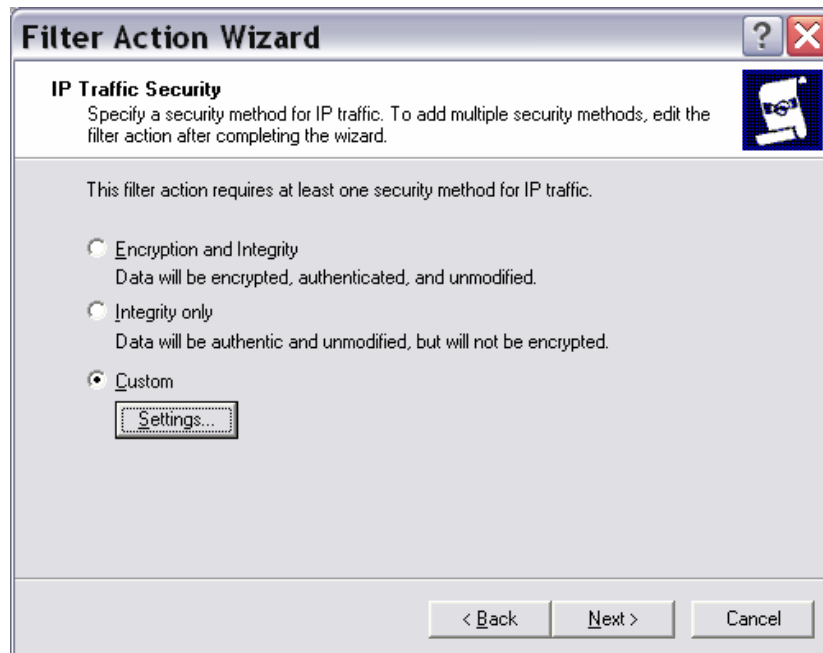 Filter Action Wizard
IP Traffic Security
Specify a security method for IP traffic. To add multiple security methods, edit the
filter action after completing the wizard.
This filter action requires at least one security method for IP traffic.
Encryption and Integrity
Data will be encrypted, authenticated, and unmodified.
Integrity only
Data will be authentic and unmodified, but will not be encrypted.
Custom
Settings...
< Back
Next >
Cancel